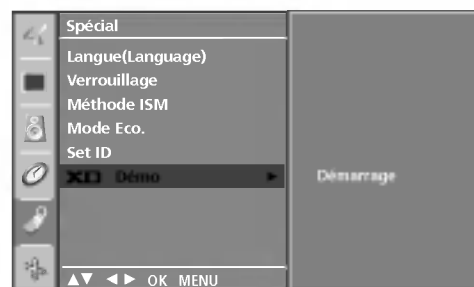 Spécial
Langue(Language)
Verrouillage
Méthode ISM
Mode Eco.
Set ID
XD Démo ►
Démarrage
▲▼ ◄► OK MENU